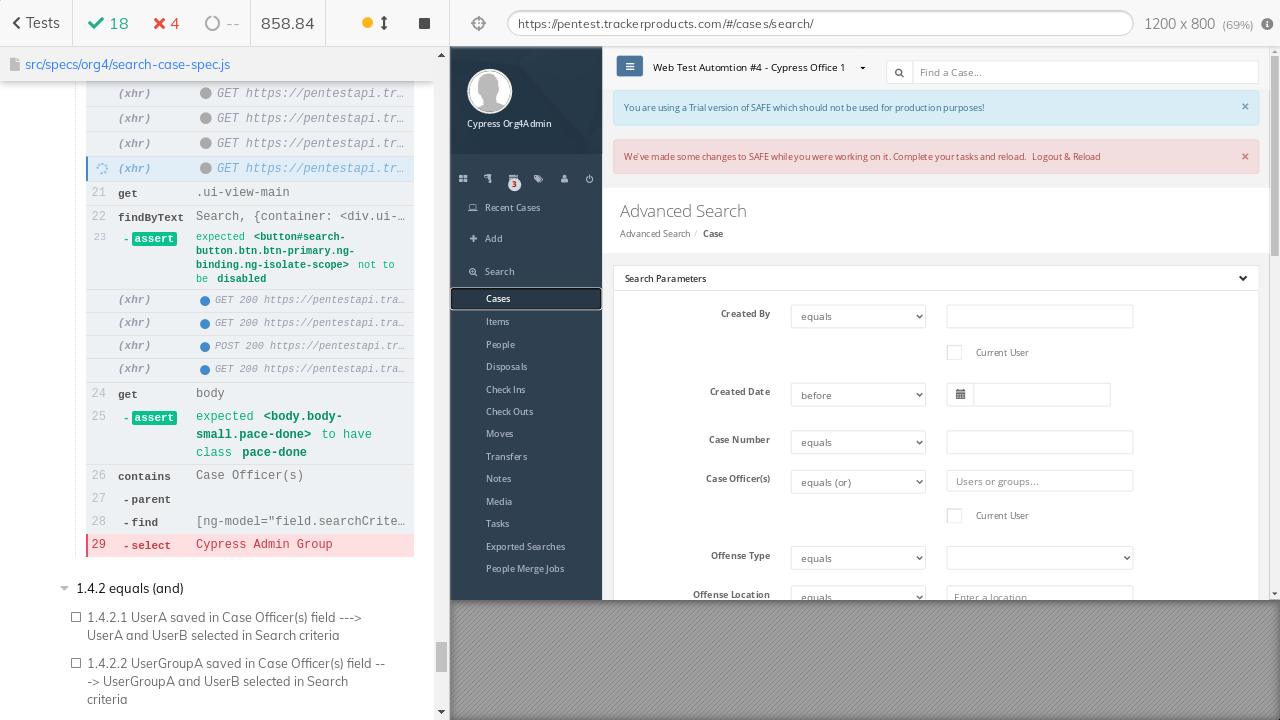 Tests
18
4
--
858.84
https://pentest.trackerproducts.com/#/cases/search/
1200 x 800 (69%)
src/specs/org4/search-case-spec.js
(xhr) GET https://pentestapi.tr…
(xhr) GET https://pentestapi.tr…
(xhr) GET https://pentestapi.tr…
(xhr) GET https://pentestapi.tr…
21 get .ui-view-main
22 findByText Search, {container: <div.ui-…
23 - assert expected <button#search-
button.btn.btn-primary.ng-
binding.ng-isolate-scope> not to
be disabled
(xhr) GET 200 https://pentestapi.tra…
(xhr) GET 200 https://pentestapi.tra…
(xhr) POST 200 https://pentestapi.tr…
(xhr) GET 200 https://pentestapi.tra…
24 get body
25 - assert expected <body.body-
small.pace-done> to have
class pace-done
26 contains Case Officer(s)
27 - parent
28 - find [ng-model="field.searchCrite…
29 - select Cypress Admin Group
1.4.2 equals (and)
1.4.2.1 UserA saved in Case Officer(s) field --->
UserA and UserB selected in Search criteria
1.4.2.2 UserGroupA saved in Case Officer(s) field --
-> UserGroupA and UserB selected in Search
criteria
Cypress Org4Admin
3
Recent Cases
Add
Search
Cases
Items
People
Disposals
Check Ins
Check Outs
Moves
Transfers
Notes
Media
Tasks
Exported Searches
People Merge Jobs
Web Test Automtion #4 - Cypress Office 1
Find a Case...
You are using a Trial version of SAFE which should not be used for production purposes! ×
We've made some changes to SAFE while you were working on it. Complete your tasks and reload. Logout & Reload ×
Advanced Search
Advanced Search / Case
Search Parameters
Created By equals
Current User
Created Date before
Case Number equals
Case Officer(s) equals (or) Users or groups...
Current User
Offense Type equals
Offense Location equals Enter a location